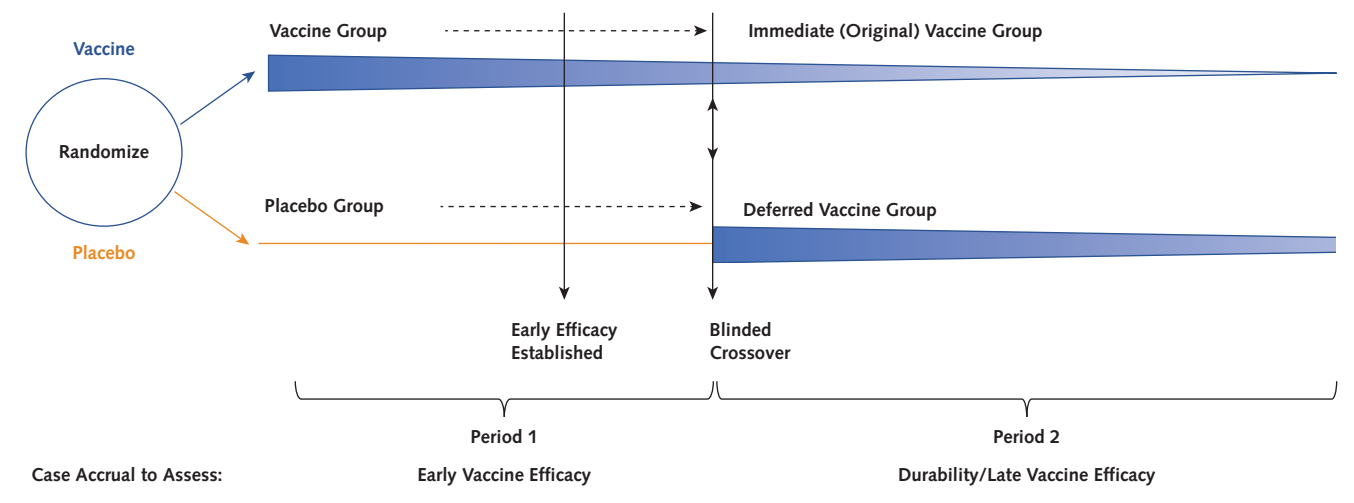 Vaccine
Randomize
Placebo
Vaccine Group
Immediate (Original) Vaccine Group
Placebo Group
Deferred Vaccine Group
Early Efficacy
Established
Blinded
Crossover
Period 1
Period 2
Case Accrual to Assess:
Early Vaccine Efficacy
Durability/Late Vaccine Efficacy